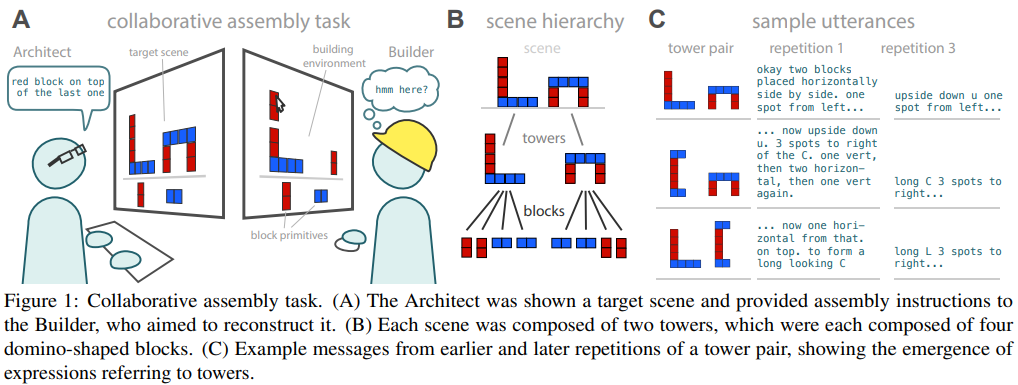 A collaborative assembly task
Architect
target scene
building
environment
Builder
red block on top
of the last one
hmm here?
block primitives
B scene hierarchy
scene
towers
blocks
C sample utterances
tower pair repetition 1 repetition 3
okay two blocks
placed horizontally
side by side. one
spot from left...
upside down u one
spot from left...
... now upside down
u. 3 spots to right
of the C. one vert,
then two horizon-
tal, then one vert
again.
long C 3 spots to
right...
... now one hori-
zontal from that.
on top. to form a
long looking C
long L 3 spots to
right...
Figure 1: Collaborative assembly task. (A) The Architect was shown a target scene and provided assembly instructions to
the Builder, who aimed to reconstruct it. (B) Each scene was composed of two towers, which were each composed of four
domino-shaped blocks. (C) Example messages from earlier and later repetitions of a tower pair, showing the emergence of
expressions referring to towers.